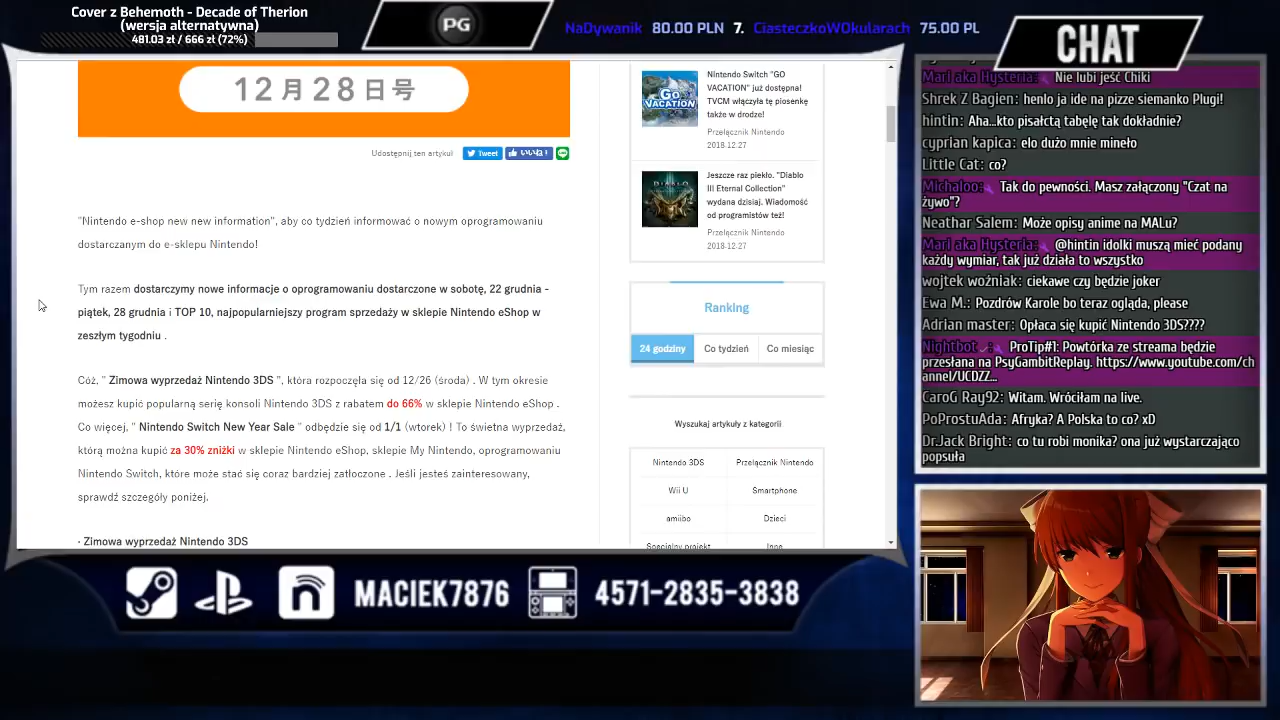 Cover z Behemoth - Decade of Therion
(wersja alternatywna)
481.03 zł / 666 zł (72%)
PG
NaDywanik 80.00 PLN 7. CiasteczkoWOkularach 75.00 PL
CHAT
12月28日号
Udostępnij ten artykuł
Tweet
いいね!
"Nintendo e-shop new new information", aby co tydzień informować o nowym oprogramowaniu
dostarczanym do e-sklepu Nintendo!
Tym razem dostarczymy nowe informacje o oprogramowaniu dostarczone w sobotę, 22 grudnia -
piątek, 28 grudnia i TOP 10, najpopularniejszy program sprzedaży w sklepie Nintendo eShop w
zeszłym tygodniu .
Cóż, " Zimowa wyprzedaż Nintendo 3DS ", która rozpoczęła się od 12/26 (środa) . W tym okresie
możesz kupić popularną serię konsoli Nintendo 3DS z rabatem do 66% w sklepie Nintendo eShop .
Co więcej, " Nintendo Switch New Year Sale " odbędzie się od 1/1 (wtorek) ! To świetna wyprzedaż,
którą można kupić za 30% zniżki w sklepie Nintendo eShop, sklepie My Nintendo, oprogramowaniu
Nintendo Switch, które może stać się coraz bardziej zatłoczone . Jeśli jesteś zainteresowany,
sprawdź szczegóły poniżej.
· Zimowa wyprzedaż Nintendo 3DS
GO VACATION
Nintendo Switch "GO
VACATION" już dostępna!
TVCM włączyła tę piosenkę
także w drodze!
Przełącznik Nintendo
2018-12-27
DIABLO
Jeszcze raz piekło. "Diablo
III Eternal Collection"
wydana dzisiaj. Wiadomość
od programistów też!
Przełącznik Nintendo
2018-12-27
Ranking
24 godziny Co tydzień Co miesiąc
Wyszukaj artykuły z kategorii
Nintendo 3DS Przełącznik Nintendo
Wii U Smartphone
amiibo Dzieci
Specjalny projekt Inne
Marl aka Hysteria: Nie lubi jeść Chiki
Shrek Z Bagien: henlo ja ide na pizze siemanko Plugi!
hintin: Aha...kto pisałctą tabelę tak dokładnie?
cyprian kapica: elo dużo mnie mineło
Little Cat: co?
Michaloo: Tak do pewności. Masz załączony "Czat na
żywo"?
Neathar Salem: Może opisy anime na MALu?
Marl aka Hysteria: @hintin idolki muszą mieć podany
każdy wymiar, tak już działa to wszystko
wojtek woźniak: ciekawe czy będzie joker
Ewa M.: Pozdrów Karole bo teraz ogląda, please
Adrian master: Opłaca się kupić Nintendo 3DS????
Nightbot: ProTip#1: Powtórka ze streama będzie
przesłana na PsyGambitReplay. https://www.youtube.com/ch
annel/UCDZZ...
CaroG Ray92: Witam. Wróciłam na live.
PoProstuAda: Afryka? A Polska to co? xD
Dr.Jack Bright: co tu robi monika? ona już wystarczająco
popsuła
MACIEK7876 4571-2835-3838